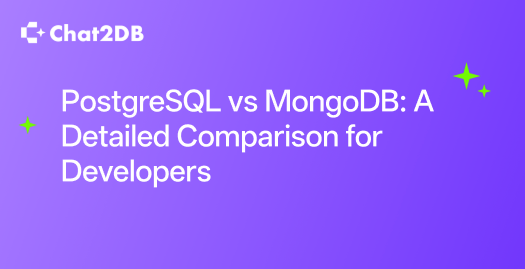 Chat2DB
PostgreSQL vs MongoDB: A
Detailed Comparison for
Developers